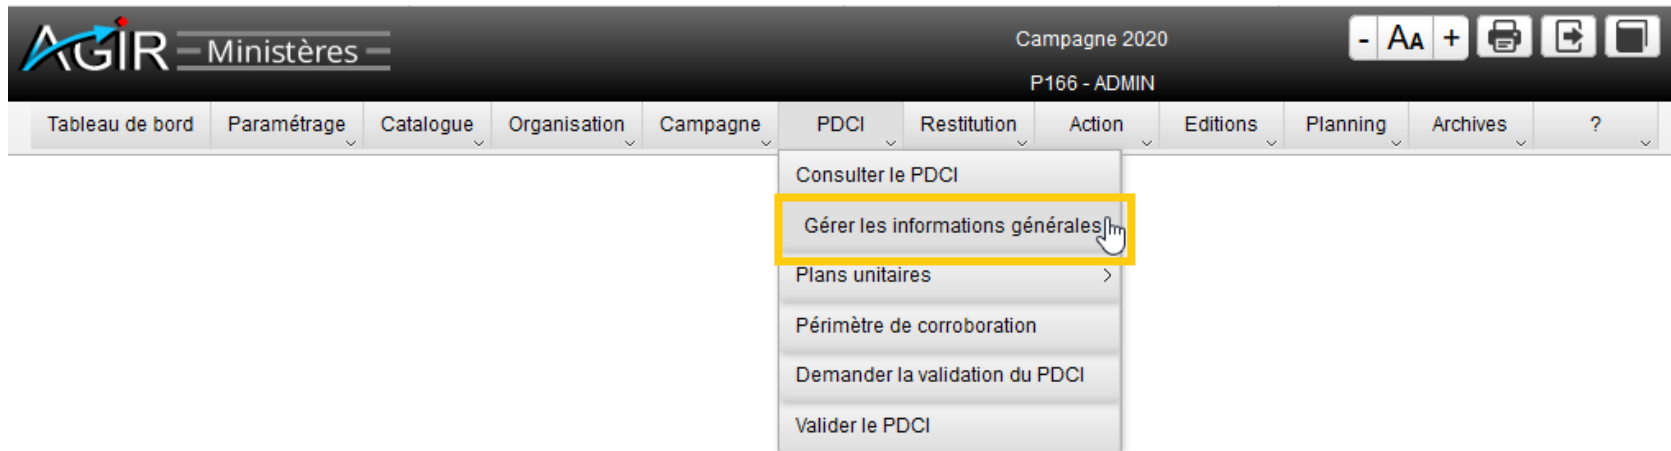 AGIR Ministères
Campagne 2020
- AA +
P166 - ADMIN
Tableau de bord Paramétrage Catalogue Organisation Campagne PDCI Restitution Action Editions Planning Archives ?
Consulter le PDCI
Gérer les informations générales
Plans unitaires >
Périmètre de corroboration
Demander la validation du PDCI
Valider le PDCI